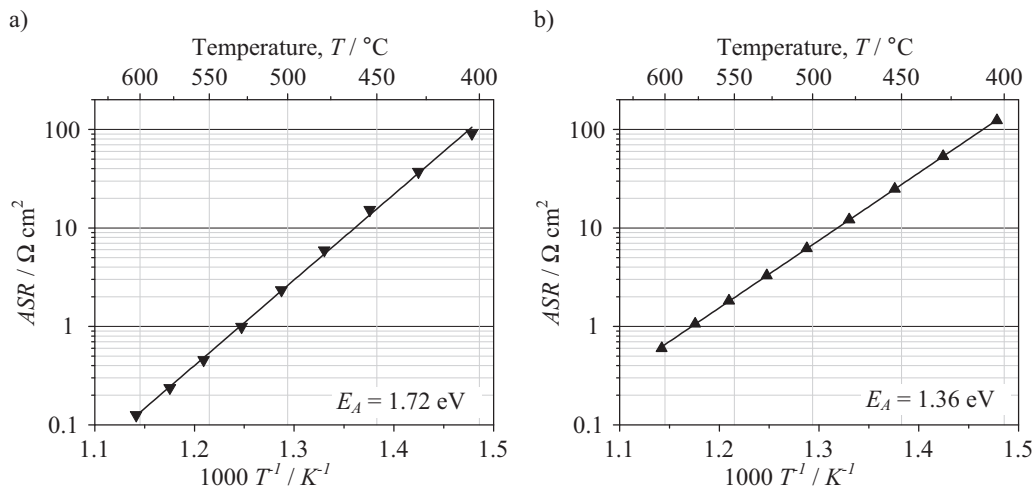 a)
Temperature, T / °C
600 550 500 450 400
100
10
1
0.1
ASR / Ω cm²
E_A = 1.72 eV
1.1 1.2 1.3 1.4 1.5
1000 T⁻¹ / K⁻¹
b)
Temperature, T / °C
600 550 500 450 400
100
10
1
0.1
ASR / Ω cm²
E_A = 1.36 eV
1.1 1.2 1.3 1.4 1.5
1000 T⁻¹ / K⁻¹